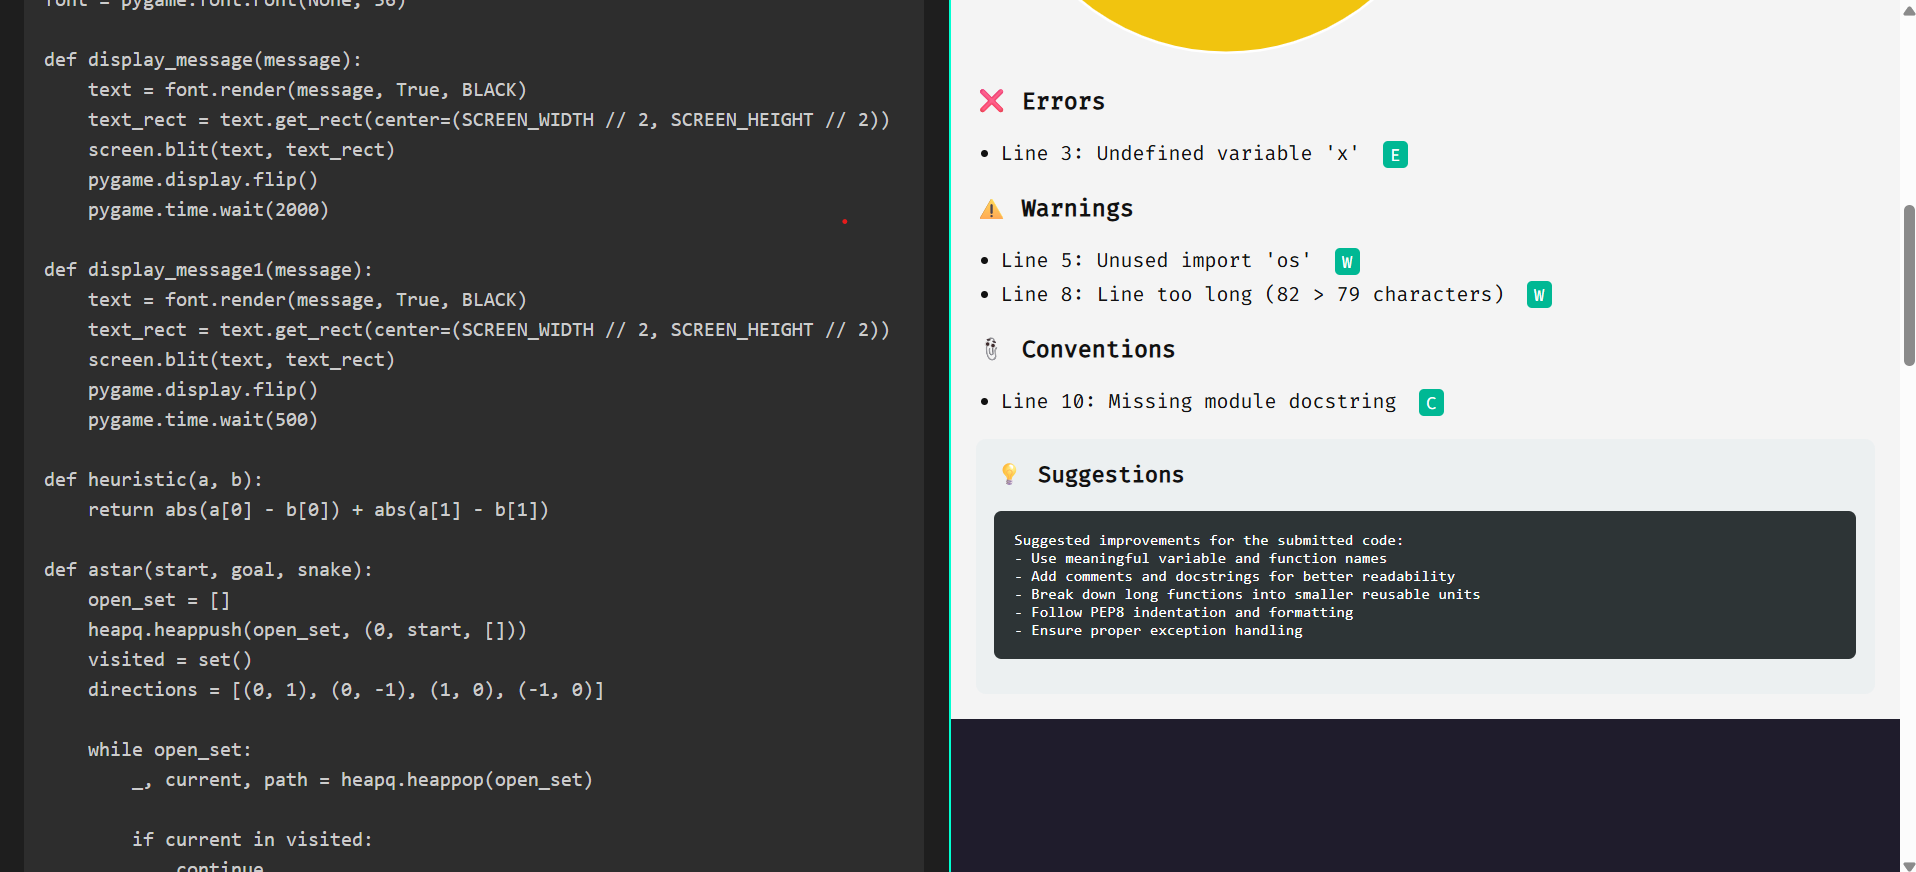 font = pygame.font.Font(None, 36)
def display_message(message):
    text = font.render(message, True, BLACK)
    text_rect = text.get_rect(center=(SCREEN_WIDTH // 2, SCREEN_HEIGHT // 2))
    screen.blit(text, text_rect)
    pygame.display.flip()
    pygame.time.wait(2000)
def display_message1(message):
    text = font.render(message, True, BLACK)
    text_rect = text.get_rect(center=(SCREEN_WIDTH // 2, SCREEN_HEIGHT // 2))
    screen.blit(text, text_rect)
    pygame.display.flip()
    pygame.time.wait(500)
def heuristic(a, b):
    return abs(a[0] - b[0]) + abs(a[1] - b[1])
def astar(start, goal, snake):
    open_set = []
    heapq.heappush(open_set, (0, start, []))
    visited = set()
    directions = [(0, 1), (0, -1), (1, 0), (-1, 0)]
    while open_set:
        _, current, path = heapq.heappop(open_set)
        if current in visited:
            continue
❌ Errors
• Line 3: Undefined variable 'x' E
⚠️ Warnings
• Line 5: Unused import 'os' W
• Line 8: Line too long (82 > 79 characters) W
Conventions
• Line 10: Missing module docstring C
💡 Suggestions
Suggested improvements for the submitted code:
- Use meaningful variable and function names
- Add comments and docstrings for better readability
- Break down long functions into smaller reusable units
- Follow PEP8 indentation and formatting
- Ensure proper exception handling